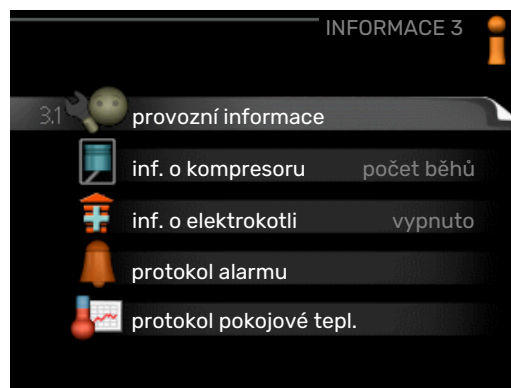 INFORMACE 3
3.1 provozní informace
inf. o kompresoru počet běhů
inf. o elektrokotli vypnuto
protokol alarmu
protokol pokojové tepl.